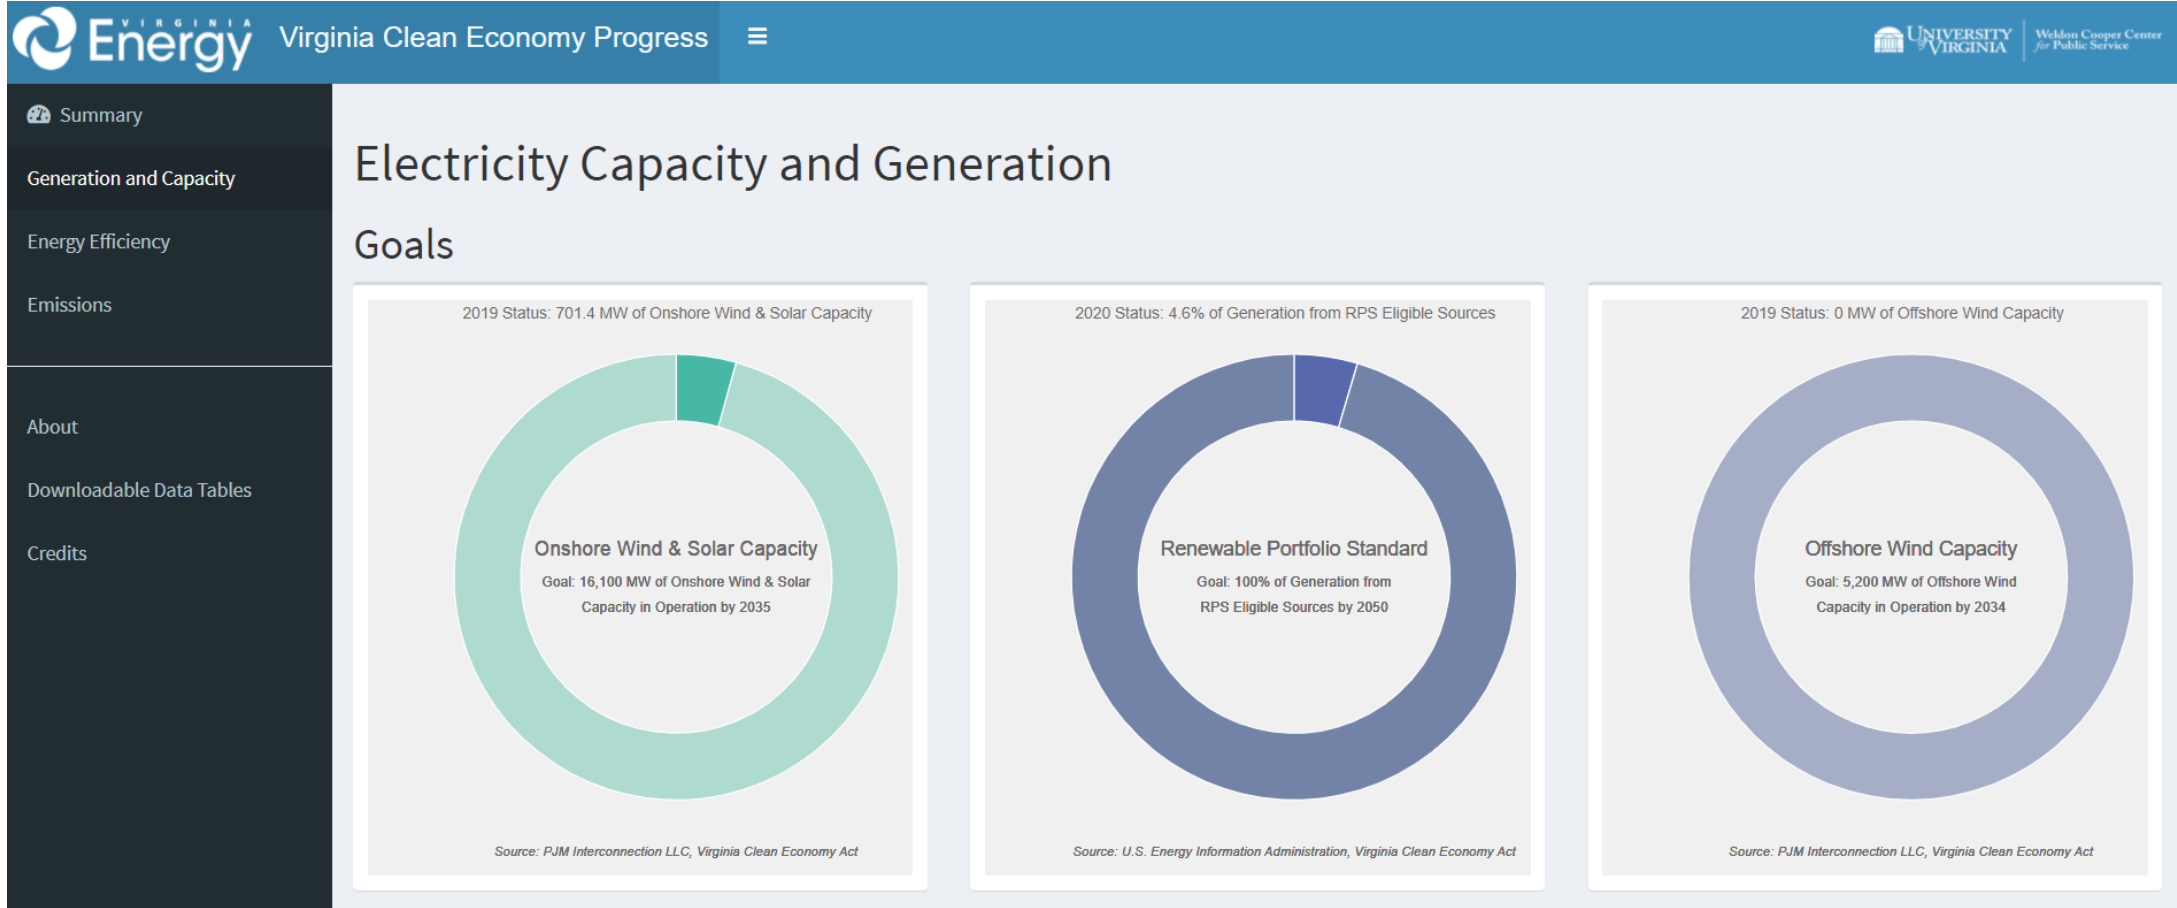 VIRGINIA
Energy
Virginia Clean Economy Progress
UNIVERSITY
of VIRGINIA
Weldon Cooper Center
for Public Service
Summary
Generation and Capacity
Energy Efficiency
Emissions
About
Downloadable Data Tables
Credits
Electricity Capacity and Generation
Goals
2019 Status: 701.4 MW of Onshore Wind & Solar Capacity
Onshore Wind & Solar Capacity
Goal: 16,100 MW of Onshore Wind & Solar
Capacity in Operation by 2035
Source: PJM Interconnection LLC, Virginia Clean Economy Act
2020 Status: 4.6% of Generation from RPS Eligible Sources
Renewable Portfolio Standard
Goal: 100% of Generation from
RPS Eligible Sources by 2050
Source: U.S. Energy Information Administration, Virginia Clean Economy Act
2019 Status: 0 MW of Offshore Wind Capacity
Offshore Wind Capacity
Goal: 5,200 MW of Offshore Wind
Capacity in Operation by 2034
Source: PJM Interconnection LLC, Virginia Clean Economy Act